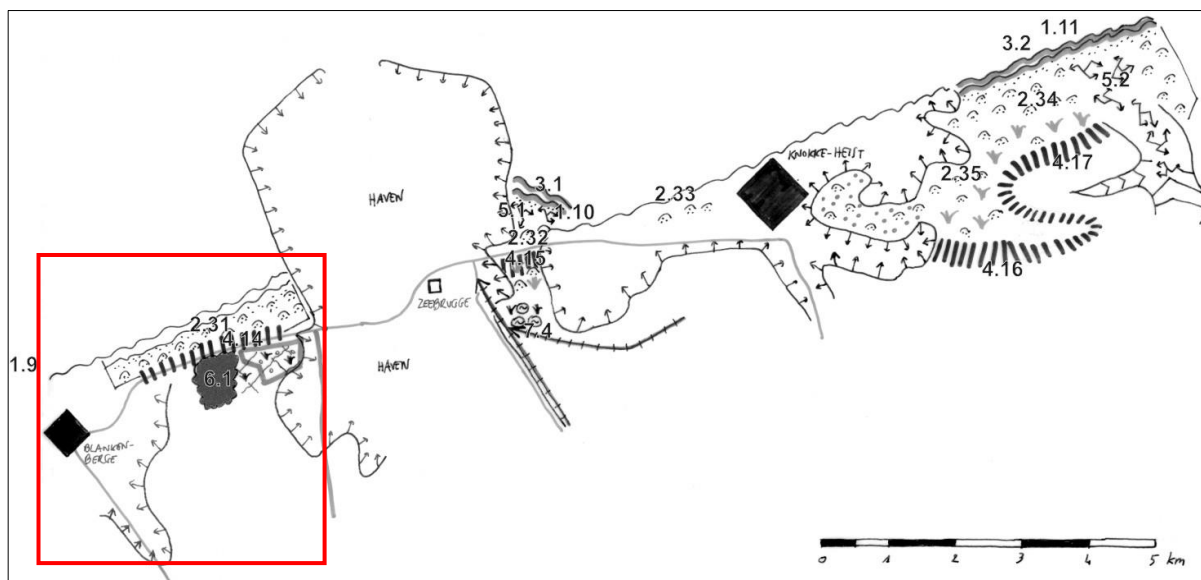 1.11
3.2
5.2
2.34
KNOKKE-HEIST
4.17
2.35
3.1
HAVEN
5.1
1.10
2.33
2.32
4.15
4.16
ZEEBRUGGE
2.31
4.14
1.9
HAVEN
7.4
6.1
BLANKEN-
BERGE
0 1 2 3 4 5 km